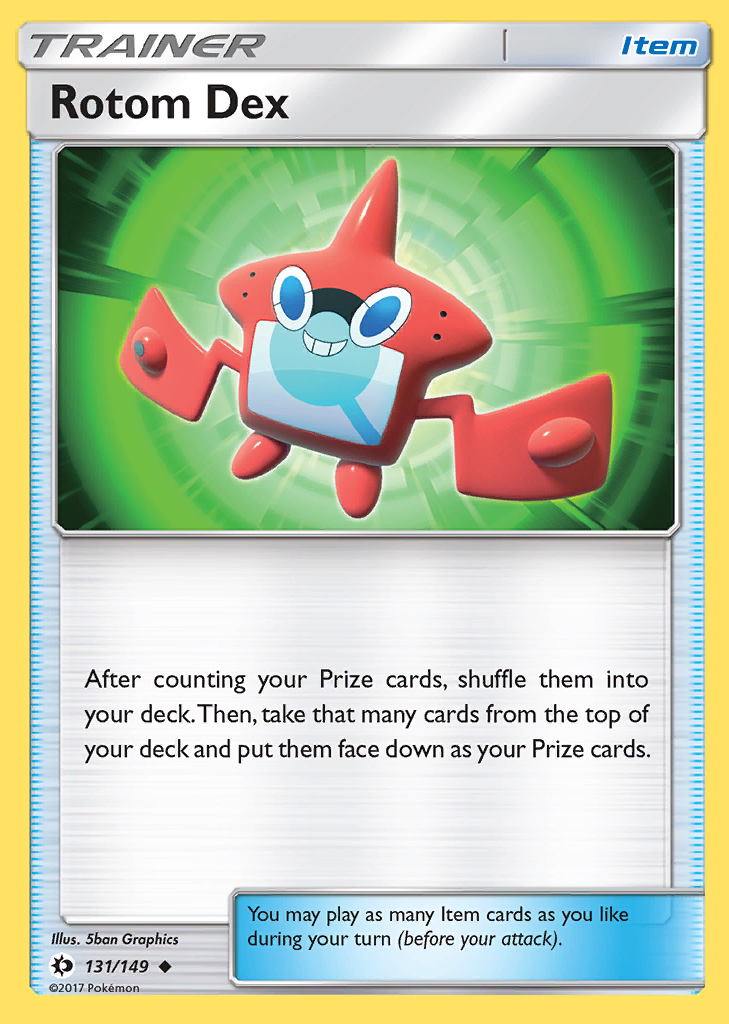 TRAINER
Item
Rotom Dex
After counting your Prize cards, shuffle them into
your deck. Then, take that many cards from the top of
your deck and put them face down as your Prize cards.
You may play as many Item cards as you like
during your turn (before your attack).
Illus. 5ban Graphics
131/149
©2017 Pokémon